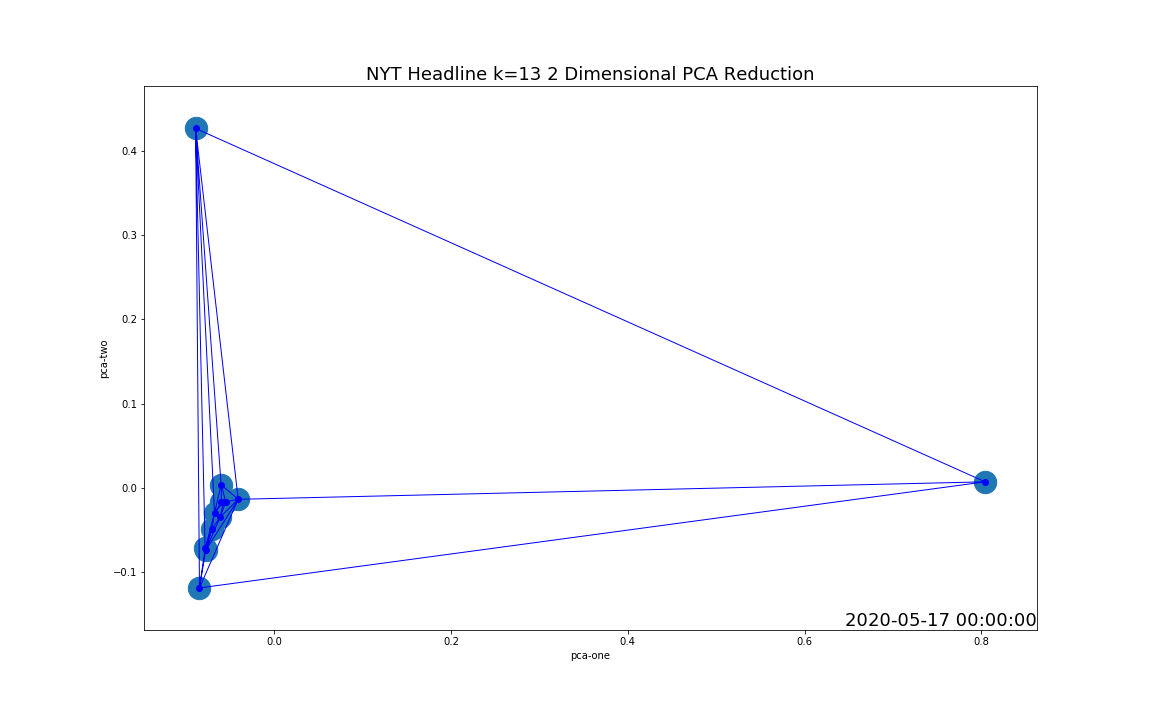 NYT Headline k=13 2 Dimensional PCA Reduction
0.4
0.3
0.2
0.1
0.0
−0.1
pca-two
2020-05-17 00:00:00
0.0 0.2 0.4 0.6 0.8
pca-one